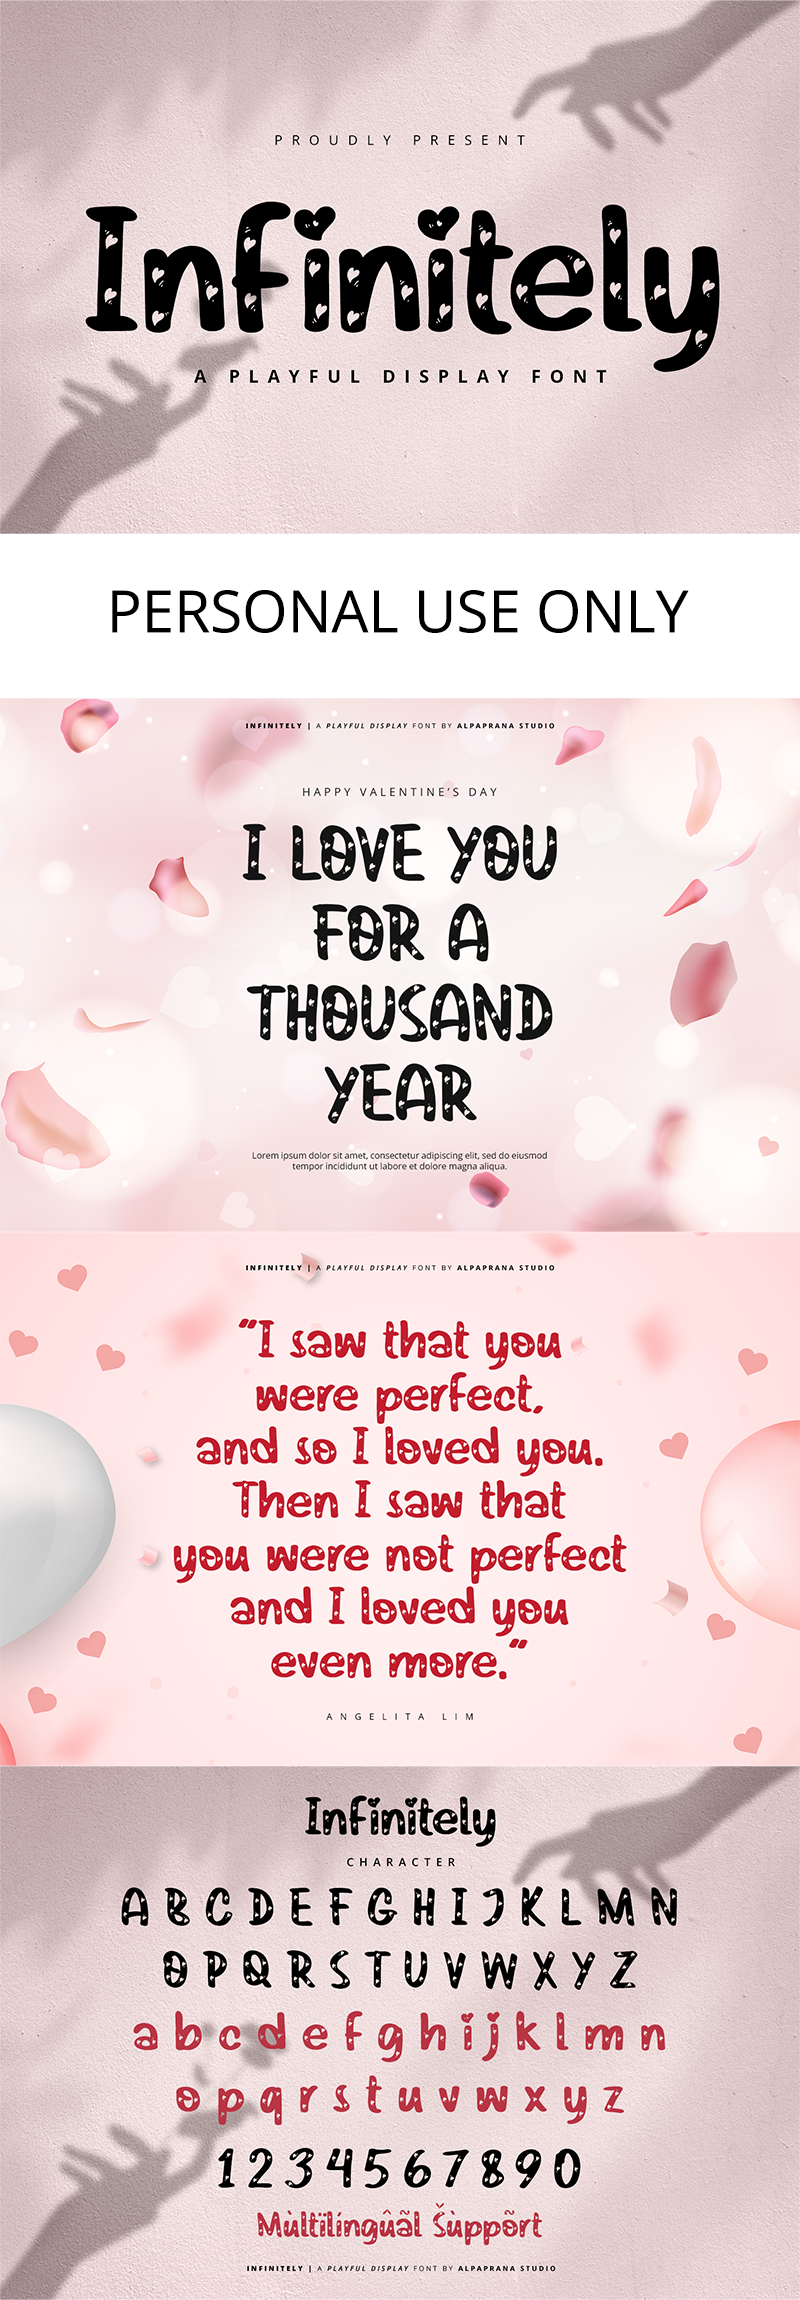 PROUDLY PRESENT
Infinitely
A PLAYFUL DISPLAY FONT
PERSONAL USE ONLY
INFINITELY | A PLAYFUL DISPLAY FONT BY ALPAPRANA STUDIO
HAPPY VALENTINE'S DAY
I LOVE YOU
FOR A
THOUSAND
YEAR
Lorem ipsum dolor sit amet, consectetur adipiscing elit, sed do eiusmod
tempor incididunt ut labore et dolore magna aliqua.
INFINITELY | A PLAYFUL DISPLAY FONT BY ALPAPRANA STUDIO
"I saw that you
were perfect,
and so I loved you.
Then I saw that
you were not perfect
and I loved you
even more."
ANGELITA LIM
Infinitely
CHARACTER
A B C D E F G H I J K L M N
O P Q R S T U V W X Y Z
a b c d e f g h i j k l m n
o p q r s t u v w x y z
1 2 3 4 5 6 7 8 9 0
Mùltïlíngûãl Šùppõrt
INFINITELY | A PLAYFUL DISPLAY FONT BY ALPAPRANA STUDIO